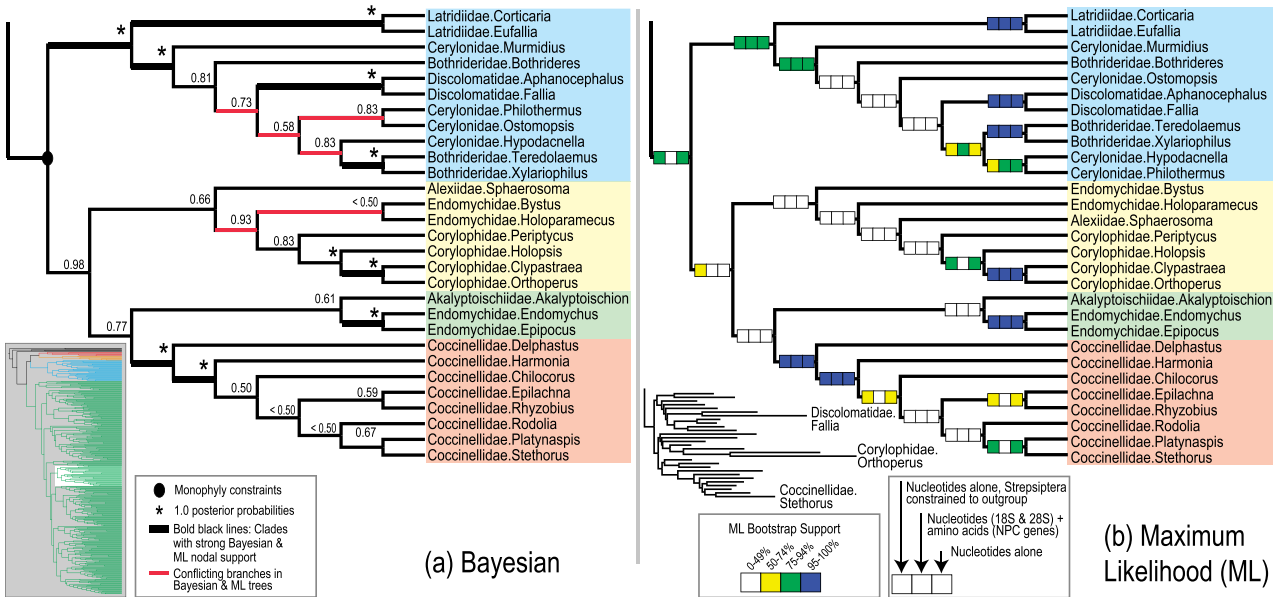 *
Latridiidae.Corticaria
*
Latridiidae.Eufallia
*
Cerylonidae.Murmidius
0.81
Bothrideridae.Bothrideres
*
Discolomatidae.Aphanocephalus
0.73
Discolomatidae.Fallia
0.83
Cerylonidae.Philothermus
0.58
Cerylonidae.Ostomopsis
0.83
Cerylonidae.Hypodacnella
*
Bothrideridae.Teredolaemus
Bothrideridae.Xylariophilus
Alexiidae.Sphaerosoma
0.66
< 0.50
Endomychidae.Bystus
0.93
Endomychidae.Holoparamecus
0.83
Corylophidae.Periptycus
*
Corylophidae.Holopsis
*
Corylophidae.Clypastraea
0.98
Corylophidae.Orthoperus
0.61
Akalyptoischiidae.Akalyptoischion
*
Endomychidae.Endomychus
0.77
Endomychidae.Epipocus
*
Coccinellidae.Delphastus
*
Coccinellidae.Harmonia
0.50
Coccinellidae.Chilocorus
0.59
Coccinellidae.Epilachna
< 0.50
Coccinellidae.Rhyzobius
< 0.50
Coccinellidae.Rodolia
0.67
Coccinellidae.Platynaspis
Coccinellidae.Stethorus
Monophyly constraints
* 1.0 posterior probabilities
Bold black lines: Clades
with strong Bayesian &
ML nodal support
Conflicting branches in
Bayesian & ML trees
(a) Bayesian
Latridiidae.Corticaria
Latridiidae.Eufallia
Cerylonidae.Murmidius
Bothrideridae.Bothrideres
Cerylonidae.Ostomopsis
Discolomatidae.Aphanocephalus
Discolomatidae.Fallia
Bothrideridae.Teredolaemus
Bothrideridae.Xylariophilus
Cerylonidae.Hypodacnella
Cerylonidae.Philothermus
Endomychidae.Bystus
Endomychidae.Holoparamecus
Alexiidae.Sphaerosoma
Corylophidae.Periptycus
Corylophidae.Holopsis
Corylophidae.Clypastraea
Corylophidae.Orthoperus
Akalyptoischiidae.Akalyptoischion
Endomychidae.Endomychus
Endomychidae.Epipocus
Coccinellidae.Delphastus
Coccinellidae.Harmonia
Coccinellidae.Chilocorus
Coccinellidae.Epilachna
Coccinellidae.Rhyzobius
Coccinellidae.Rodolia
Coccinellidae.Platynaspis
Coccinellidae.Stethorus
Discolomatidae.
Fallia
Corylophidae.
Orthoperus
Coccinellidae.
Stethorus
ML Bootstrap Support
0-49%
50-74%
75-94%
95-100%
Nucleotides alone, Strepsiptera
constrained to outgroup
Nucleotides (18S & 28S) +
amino acids (NPC genes)
Nucleotides alone
(b) Maximum
Likelihood (ML)